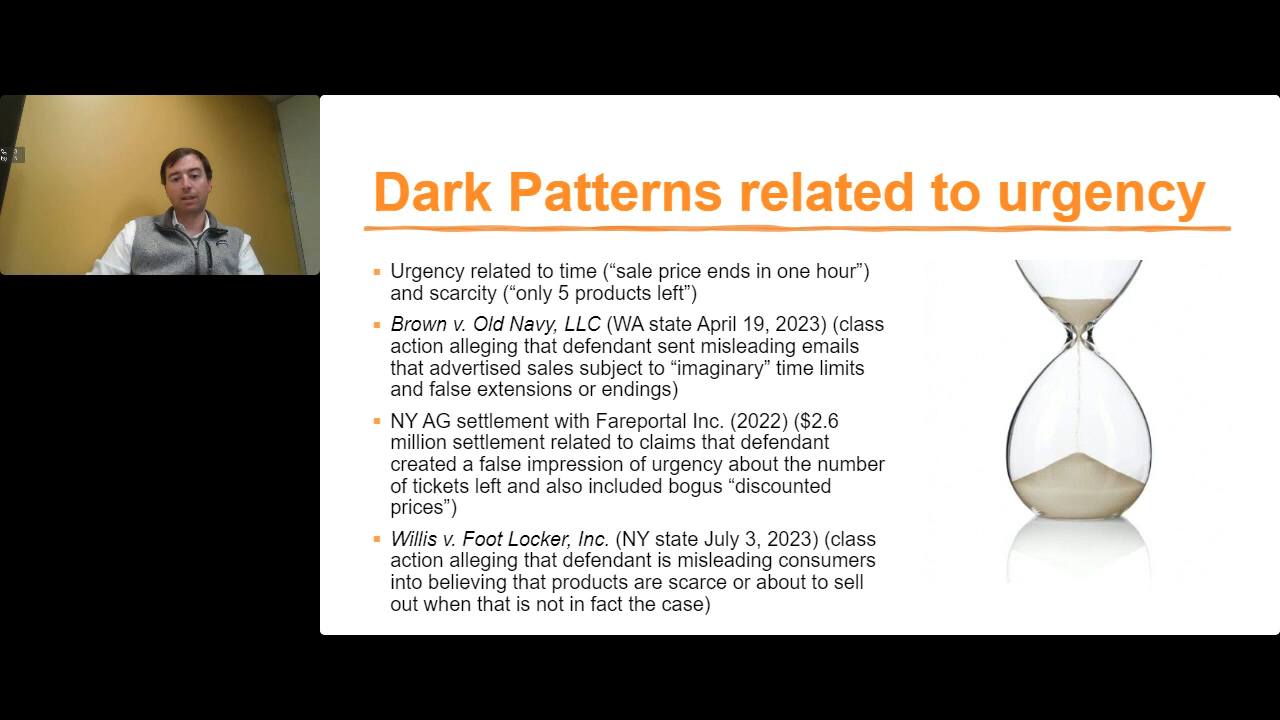 Dark Patterns related to urgency
▪ Urgency related to time (“sale price ends in one hour”)
and scarcity (“only 5 products left”)
▪ Brown v. Old Navy, LLC (WA state April 19, 2023) (class
action alleging that defendant sent misleading emails
that advertised sales subject to “imaginary” time limits
and false extensions or endings)
▪ NY AG settlement with Fareportal Inc. (2022) ($2.6
million settlement related to claims that defendant
created a false impression of urgency about the number
of tickets left and also included bogus “discounted
prices”)
▪ Willis v. Foot Locker, Inc. (NY state July 3, 2023) (class
action alleging that defendant is misleading consumers
into believing that products are scarce or about to sell
out when that is not in fact the case)